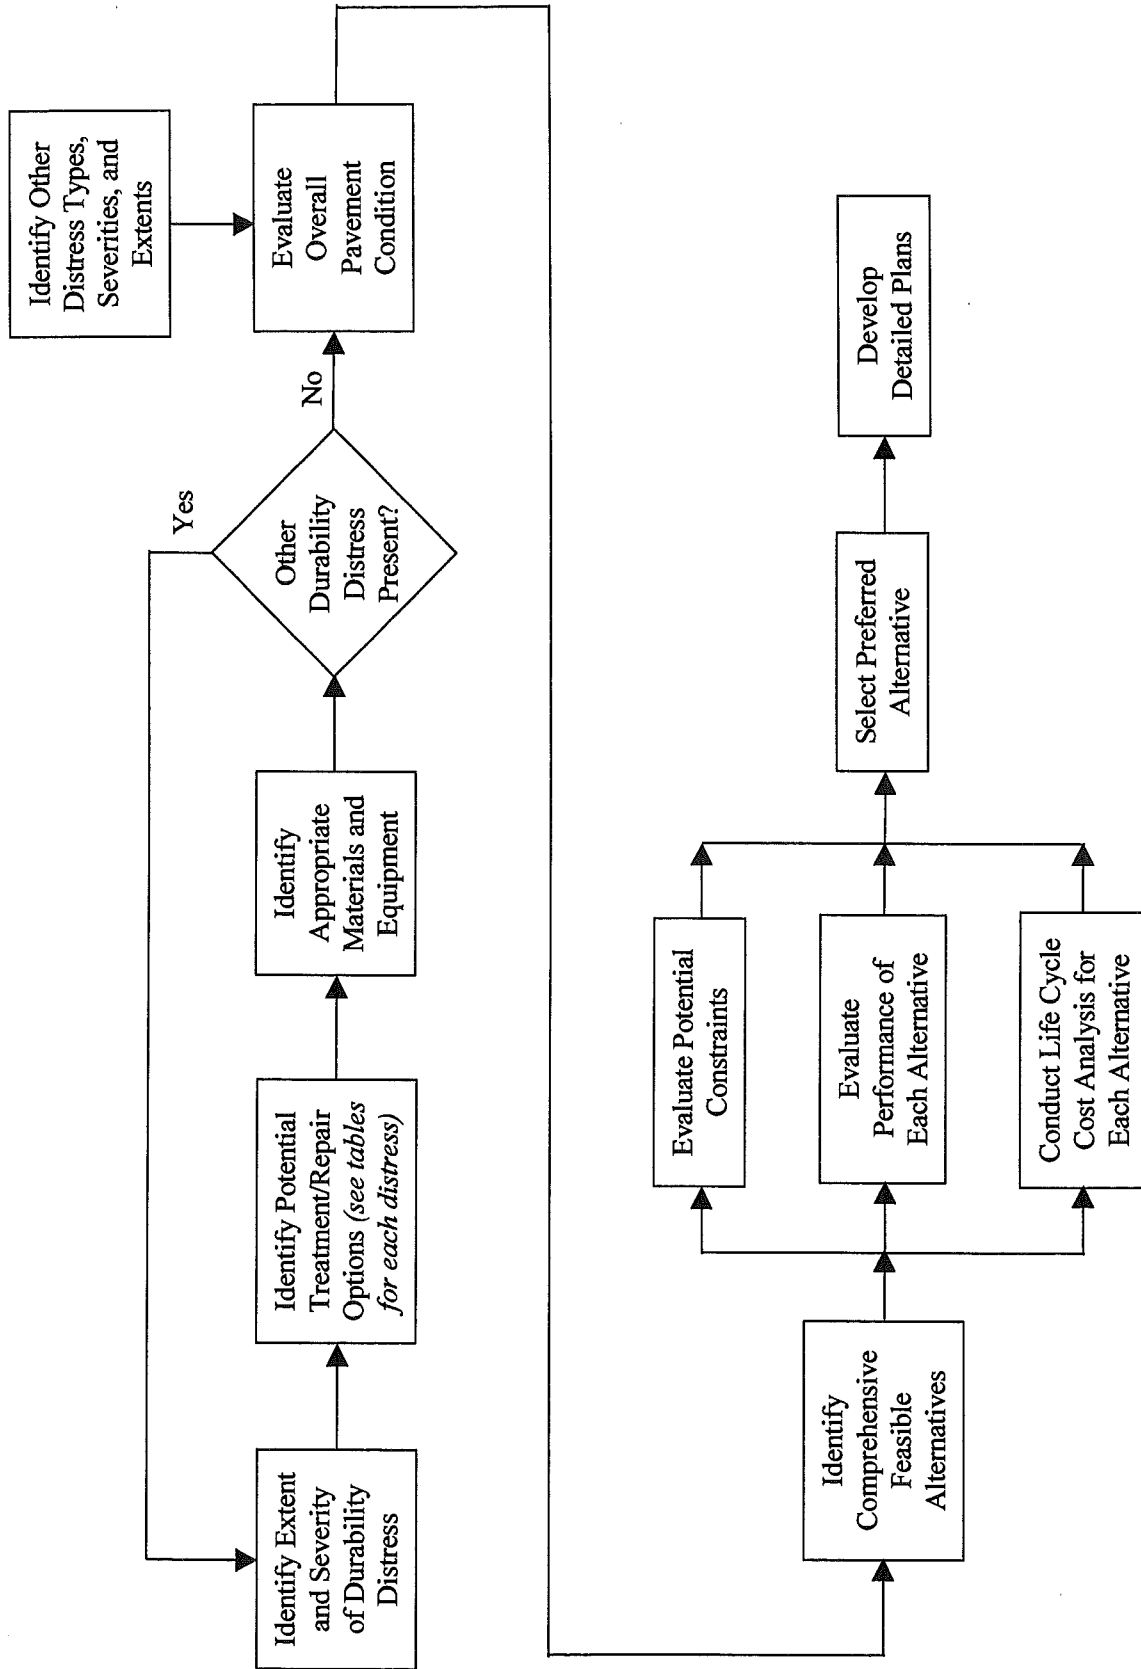 Identify Other
Distress Types,
Severities, and
Extents
Yes
Identify Extent
and Severity
of Durability
Distress
Identify Potential
Treatment/Repair
Options (see tables
for each distress)
Identify
Appropriate
Materials and
Equipment
Other
Durability
Distress
Present?
No
Evaluate
Overall
Pavement
Condition
Identify
Comprehensive
Feasible
Alternatives
Evaluate Potential
Constraints
Evaluate
Performance of
Each Alternative
Conduct Life Cycle
Cost Analysis for
Each Alternative
Select Preferred
Alternative
Develop
Detailed Plans